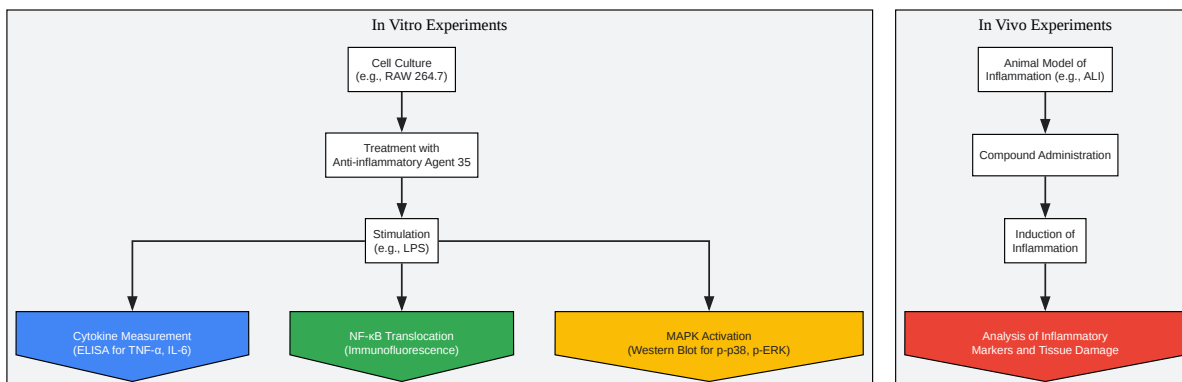 In Vitro Experiments
Cell Culture
(e.g., RAW 264.7)
Treatment with
Anti-inflammatory Agent 35
Stimulation
(e.g., LPS)
Cytokine Measurement
(ELISA for TNF-α, IL-6)
NF-κB Translocation
(Immunofluorescence)
MAPK Activation
(Western Blot for p-p38, p-ERK)
In Vivo Experiments
Animal Model of
Inflammation (e.g., ALI)
Compound Administration
Induction of
Inflammation
Analysis of Inflammatory
Markers and Tissue Damage